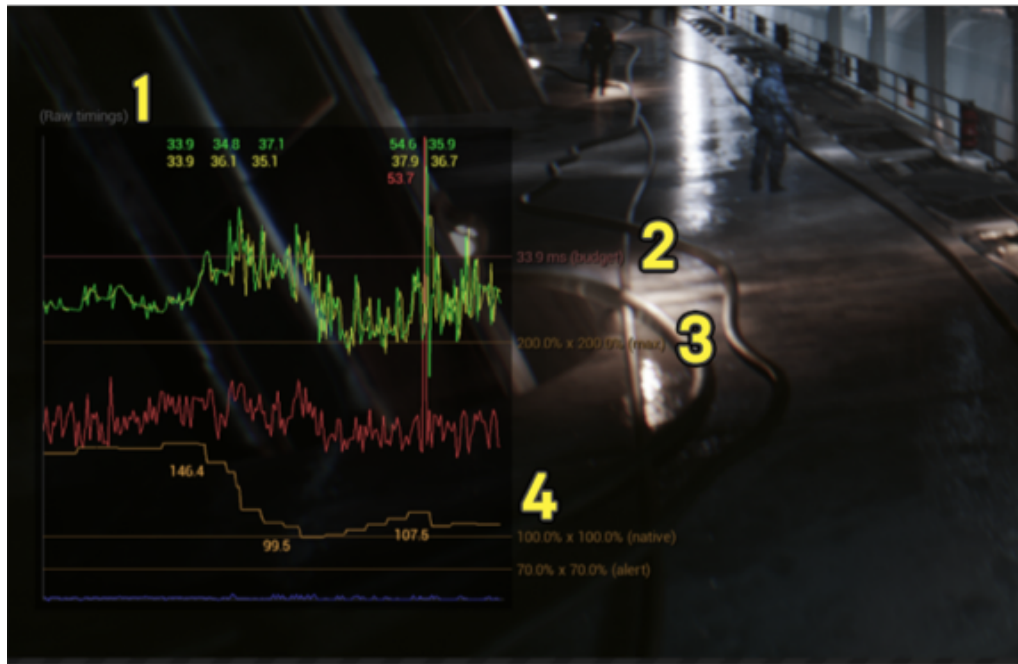 1
(Raw timings)
33.9 34.8 37.1 54.6 35.9
33.9 36.1 35.1 37.9 36.7
53.7
2
33.9 ms (budget)
3
200.0% x 200.0% (max)
146.4
4
99.5
107.5
100.0% x 100.0% (native)
70.0% x 70.0% (alert)